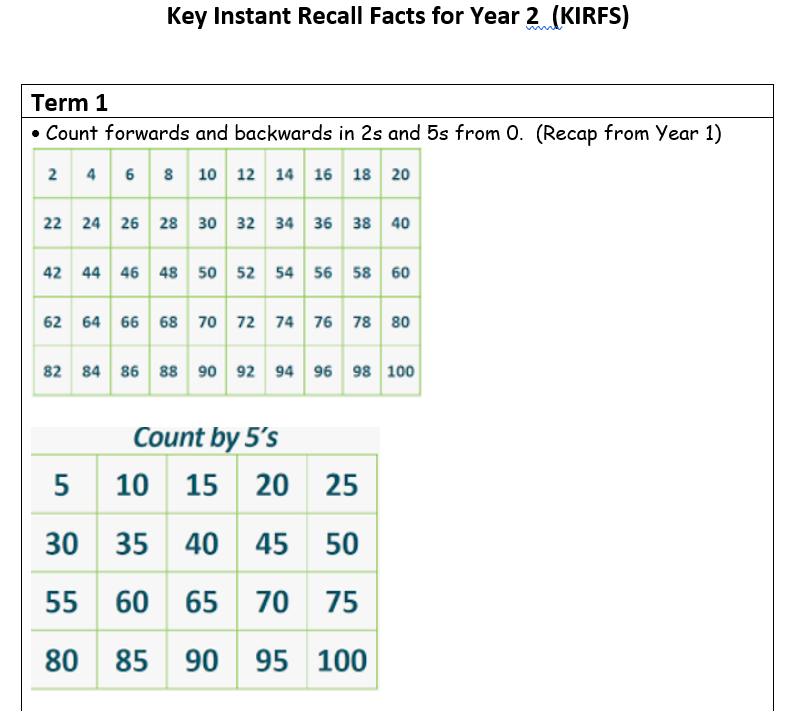 Key Instant Recall Facts for Year 2  (KIRFS)
Term 1
• Count forwards and backwards in 2s and 5s from 0.  (Recap from Year 1)
2 4 6 8 10 12 14 16 18 20
22 24 26 28 30 32 34 36 38 40
42 44 46 48 50 52 54 56 58 60
62 64 66 68 70 72 74 76 78 80
82 84 86 88 90 92 94 96 98 100
Count by 5's
5 10 15 20 25
30 35 40 45 50
55 60 65 70 75
80 85 90 95 100